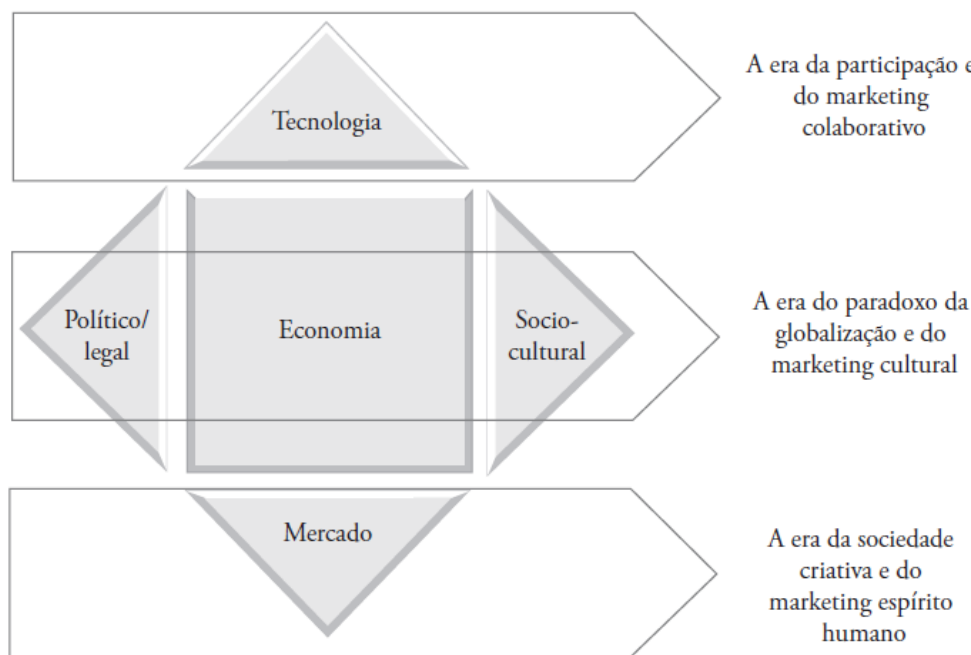 A era da participação e
do marketing
colaborativo
Tecnologia
Político/
legal
Economia
Socio-
cultural
A era do paradoxo da
globalização e do
marketing cultural
Mercado
A era da sociedade
criativa e do
marketing espírito
humano